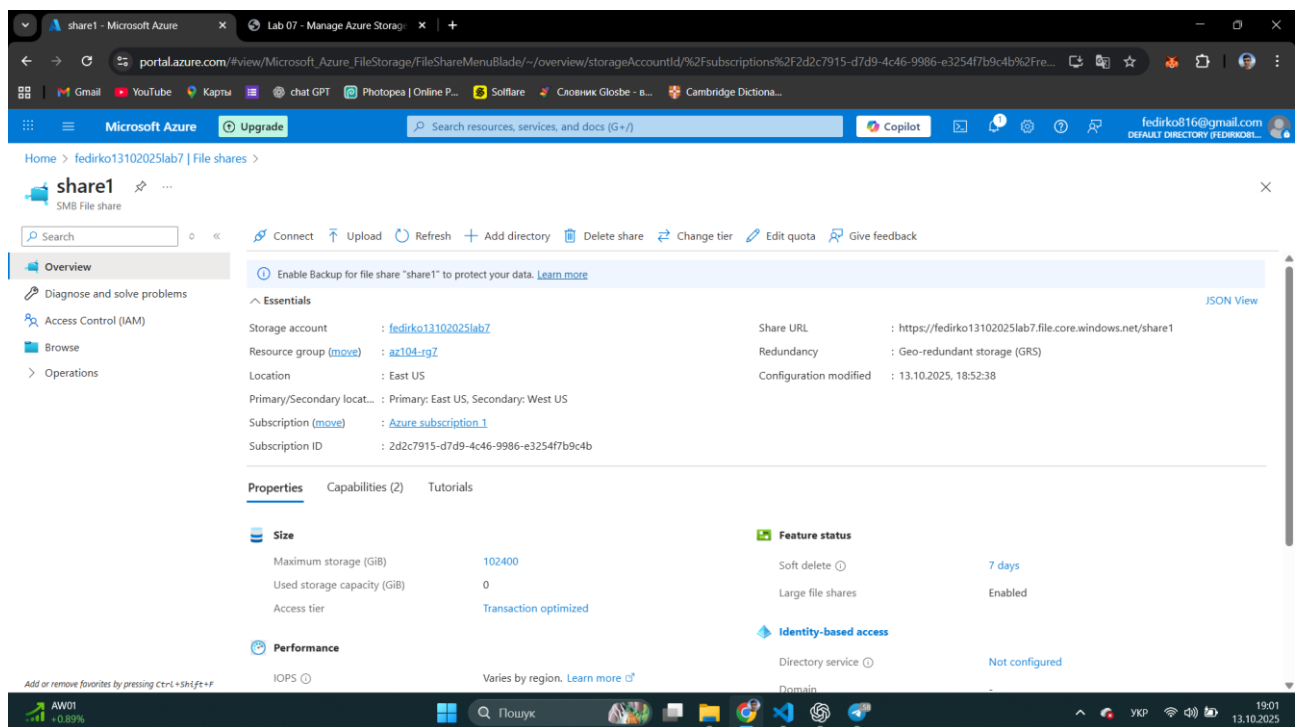 share1 - Microsoft Azure
Lab 07 - Manage Azure Storag
portal.azure.com/#view/Microsoft_Azure_FileStorage/FileShareMenuBlade/~/overview/storageAccountId/%2Fsubscriptions%2F2d2c7915-d7d9-4c46-9986-e3254f7b9c4b%2Fre...
Gmail YouTube Карты chat GPT Photopea | Online P... Solflare Словник Glosbe - в... Cambridge Dictiona...
Microsoft Azure Upgrade Search resources, services, and docs (G+/) Copilot fedirko816@gmail.com
DEFAULT DIRECTORY (FEDIRKO81...
Home > fedirko13102025lab7 | File shares >
share1 ...
SMB File share
Search
Connect Upload Refresh Add directory Delete share Change tier Edit quota Give feedback
Overview
Diagnose and solve problems
Access Control (IAM)
Browse
Operations
Enable Backup for file share "share1" to protect your data. Learn more
Essentials JSON View
Storage account : fedirko13102025lab7
Resource group (move) : az104-rg7
Location : East US
Primary/Secondary locat... : Primary: East US, Secondary: West US
Subscription (move) : Azure subscription 1
Subscription ID : 2d2c7915-d7d9-4c46-9986-e3254f7b9c4b
Share URL : https://fedirko13102025lab7.file.core.windows.net/share1
Redundancy : Geo-redundant storage (GRS)
Configuration modified : 13.10.2025, 18:52:38
Properties Capabilities (2) Tutorials
Size
Maximum storage (GiB) 102400
Used storage capacity (GiB) 0
Access tier Transaction optimized
Performance
IOPS Varies by region. Learn more
Feature status
Soft delete 7 days
Large file shares Enabled
Identity-based access
Directory service Not configured
Domain -
Add or remove favorites by pressing Ctrl+Shift+F
AW01
+0.89%
Пошук
УКР
19:01
13.10.2025